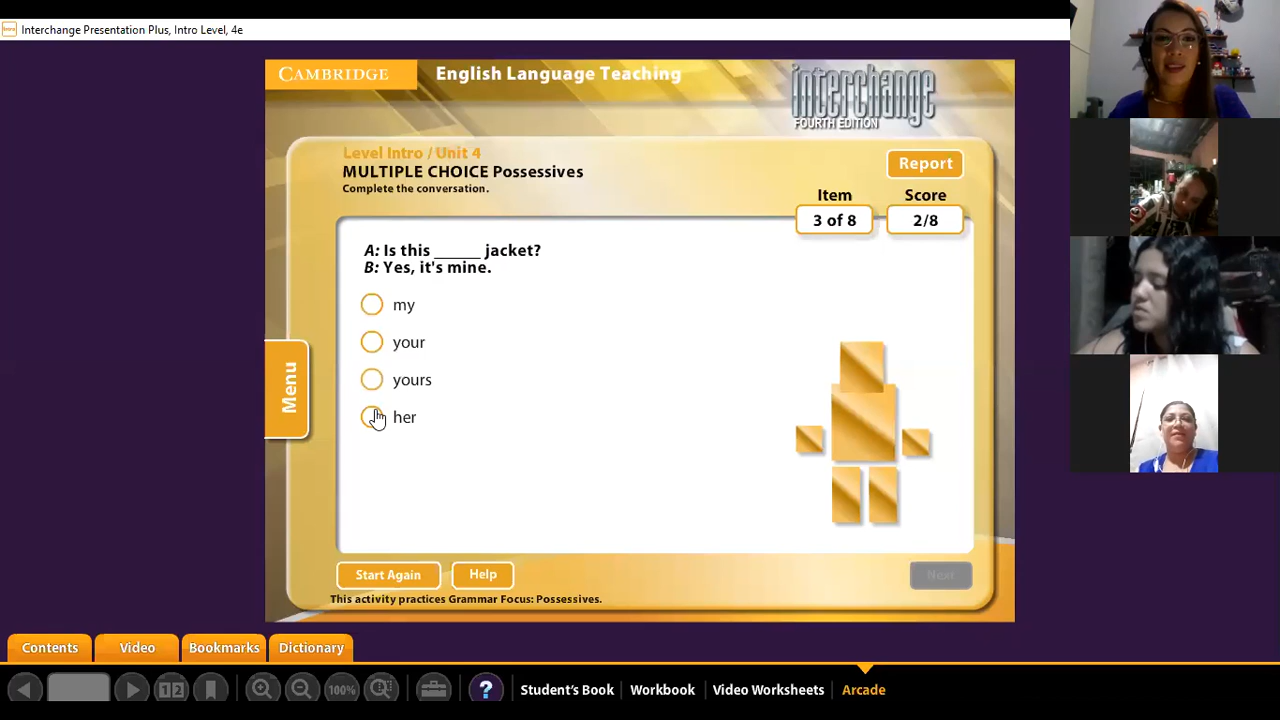 Interchange Presentation Plus, Intro Level, 4e
CAMBRIDGE
English Language Teaching
interchange
FOURTH EDITION
Level Intro / Unit 4
MULTIPLE CHOICE Possessives
Complete the conversation.
Report
Item
Score
3 of 8
2/8
A: Is this _____ jacket?
B: Yes, it's mine.
my
your
yours
her
Menu
Start Again
Help
Next
This activity practices Grammar Focus: Possessives.
Contents
Video
Bookmarks
Dictionary
1 2
100%
?
Student's Book
Workbook
Video Worksheets
Arcade